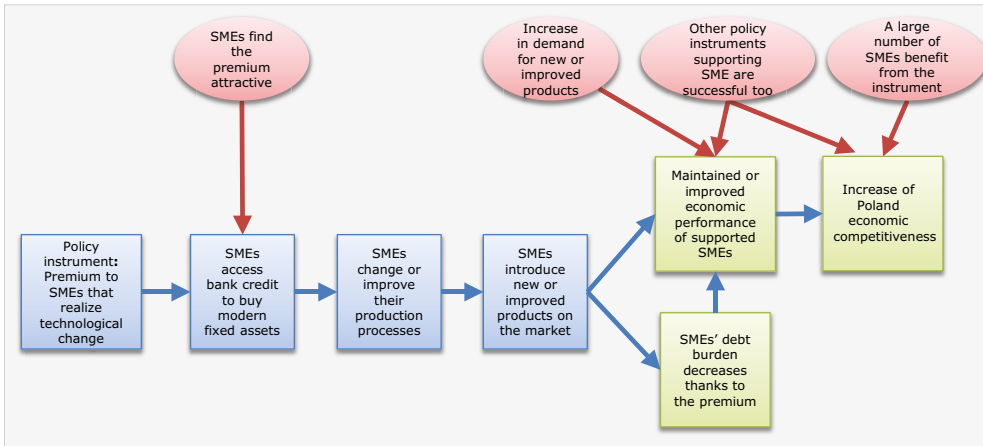 SMEs find
the
premium
attractive
Increase
in demand
for new or
improved
products
Other policy
instruments
supporting
SME are
successful too
A large
number of
SMEs benefit
from the
instrument
Policy
instrument:
Premium to
SMEs that
realize
technological
change
SMEs
access
bank credit
to buy
modern
fixed assets
SMEs
change or
improve
their
production
processes
SMEs
introduce
new or
improved
products on
the market
Maintained or
improved
economic
performance
of supported
SMEs
Increase of
Poland
economic
competitiveness
SMEs' debt
burden
decreases
thanks to
the premium